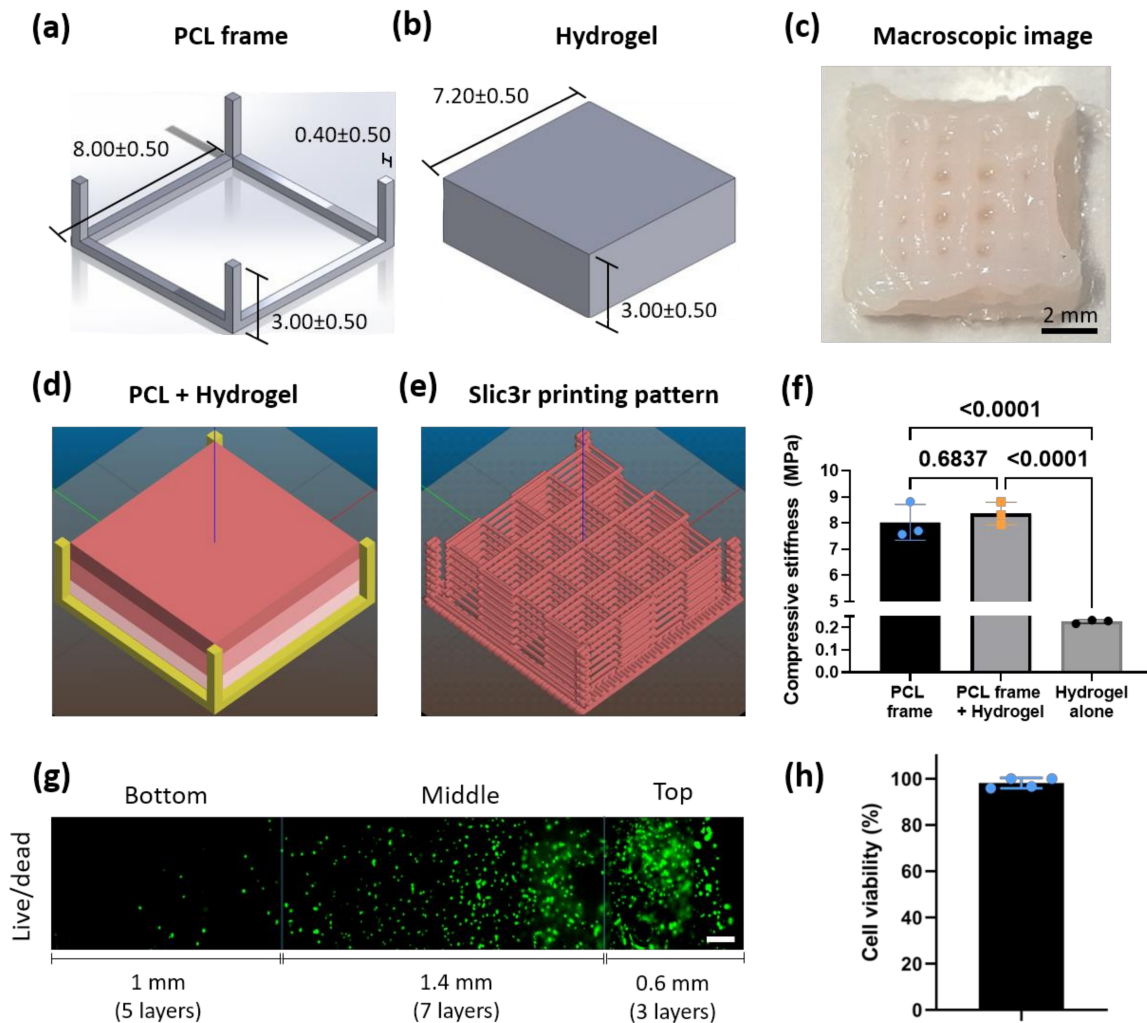 (a) PCL frame
8.00±0.50
0.40±0.50
3.00±0.50
(b) Hydrogel
7.20±0.50
3.00±0.50
(c) Macroscopic image
2 mm
(d) PCL + Hydrogel
(e) Slic3r printing pattern
(f)
<0.0001
0.6837 <0.0001
Compressive stiffness (MPa)
10
9
8
7
6
5
0.2
0.1
0.0
PCL
frame
PCL frame
+ Hydrogel
Hydrogel
alone
(g)
Bottom Middle Top
Live/dead
1 mm 1.4 mm 0.6 mm
(5 layers) (7 layers) (3 layers)
(h)
Cell viability (%)
100
80
60
40
20
0